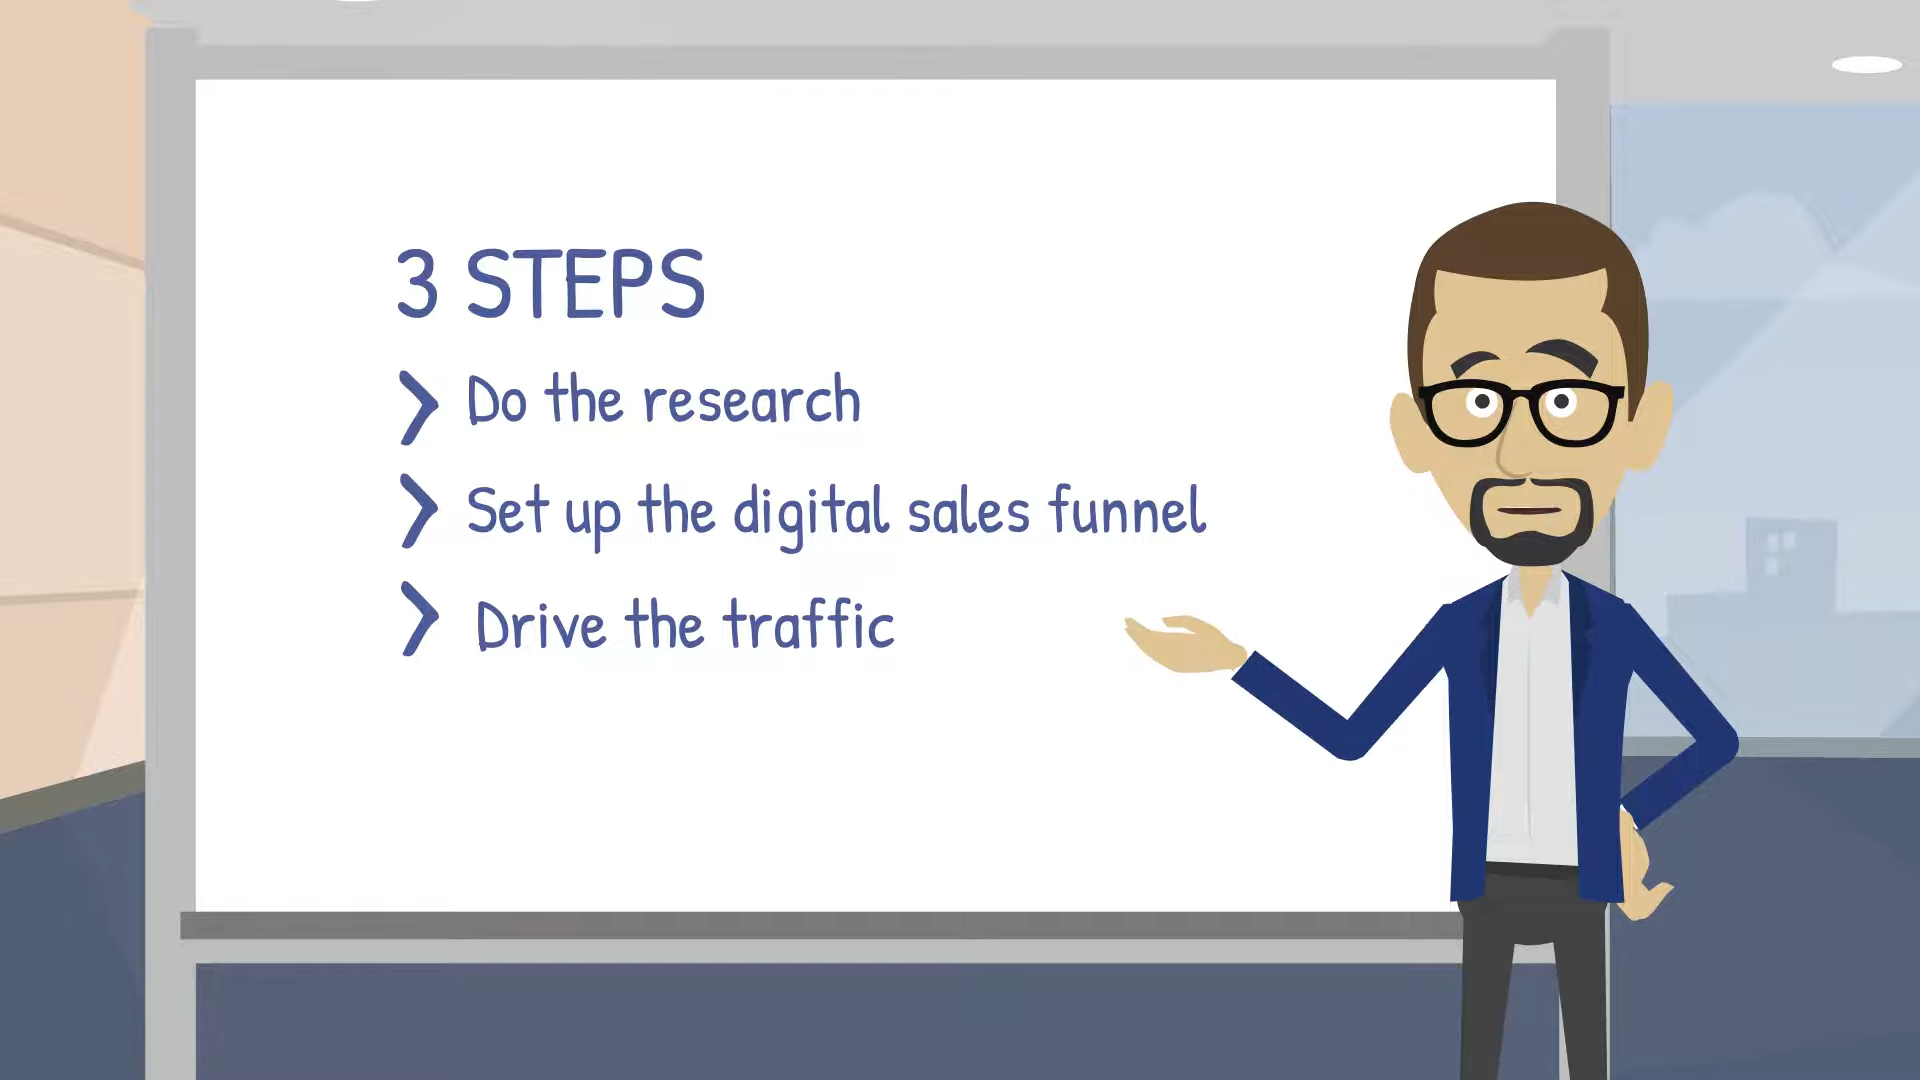 3 STEPS
Do the research
Set up the digital sales funnel
Drive the traffic